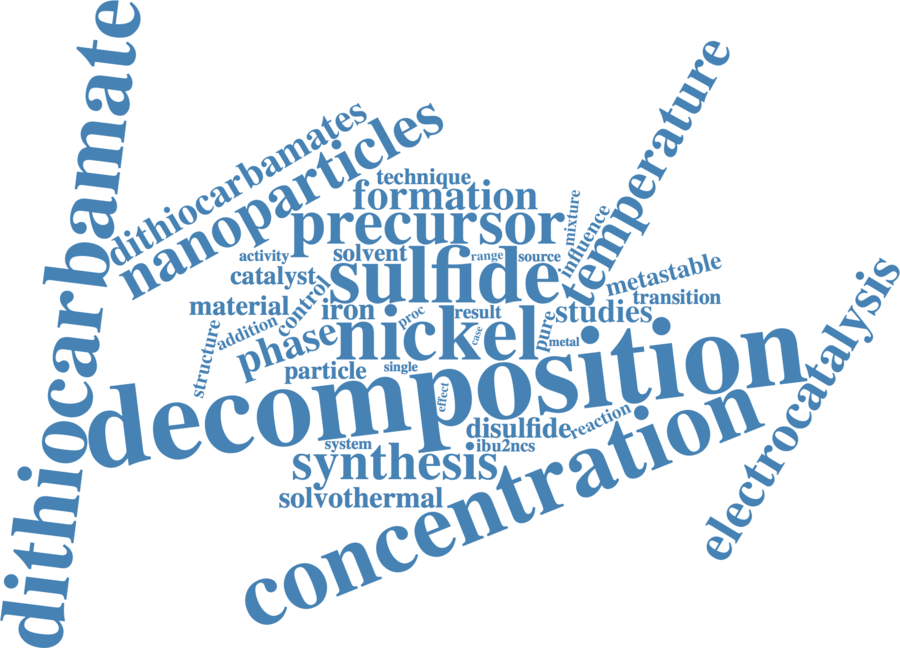 dithiocarbamate
dithiocarbamates
nanoparticles
temperature
technique
formation
precursor
mixture
influence
activity
solvent
range
source
catalyst
control
sulfide
metastable
transition
material
iron
proc
result
studies
addition
structure
phase
nickel
case
pure
metal
particle
single
decomposition
effect
electrocatalysis
disulfide
reaction
system
ibu2ncs
synthesis
solvothermal
concentration